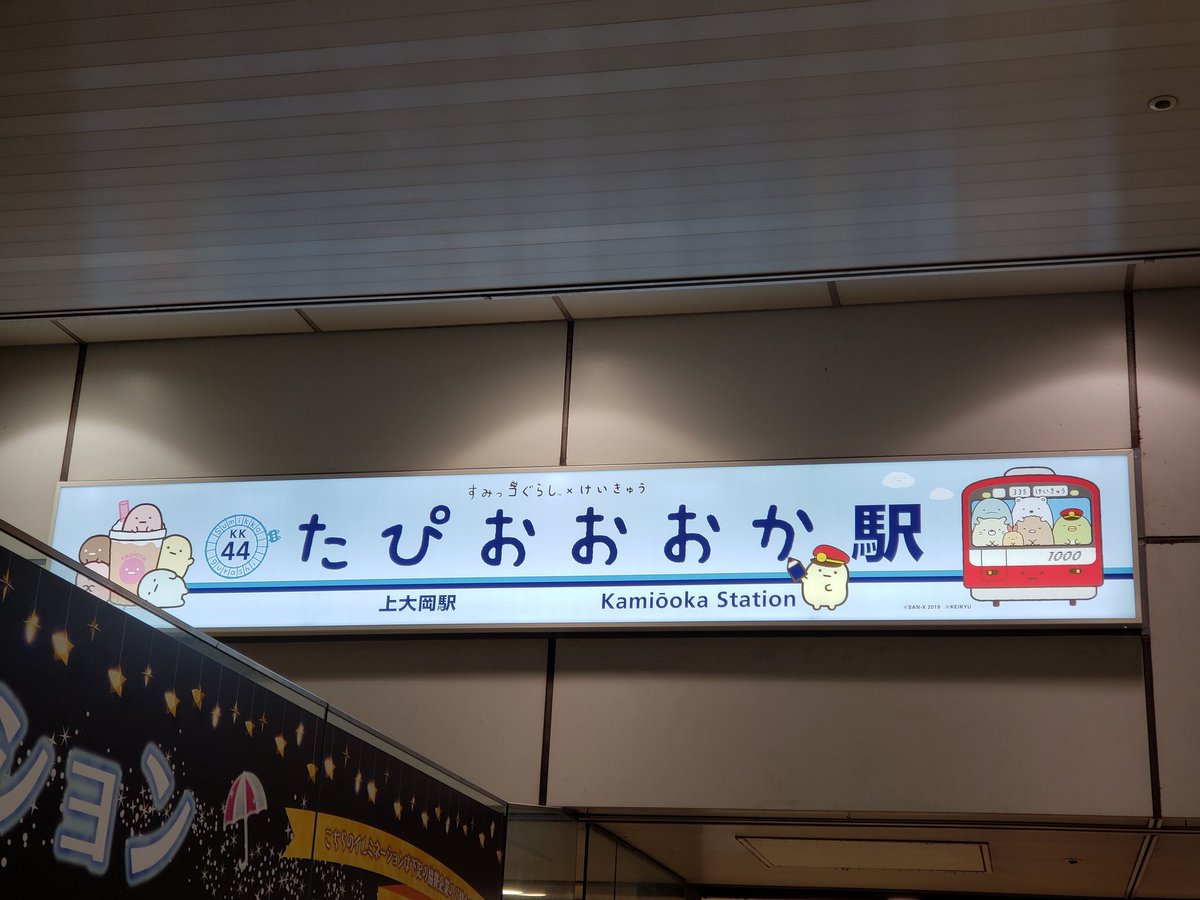 すみっコぐらし × けいきゅう
KK
44
Sumikko
gurashi
たぴおおおか駅
上大岡駅
Kamiōoka Station
335 けいきゅう
1000
©SAN-X 2019 ©KEIKYU
ション